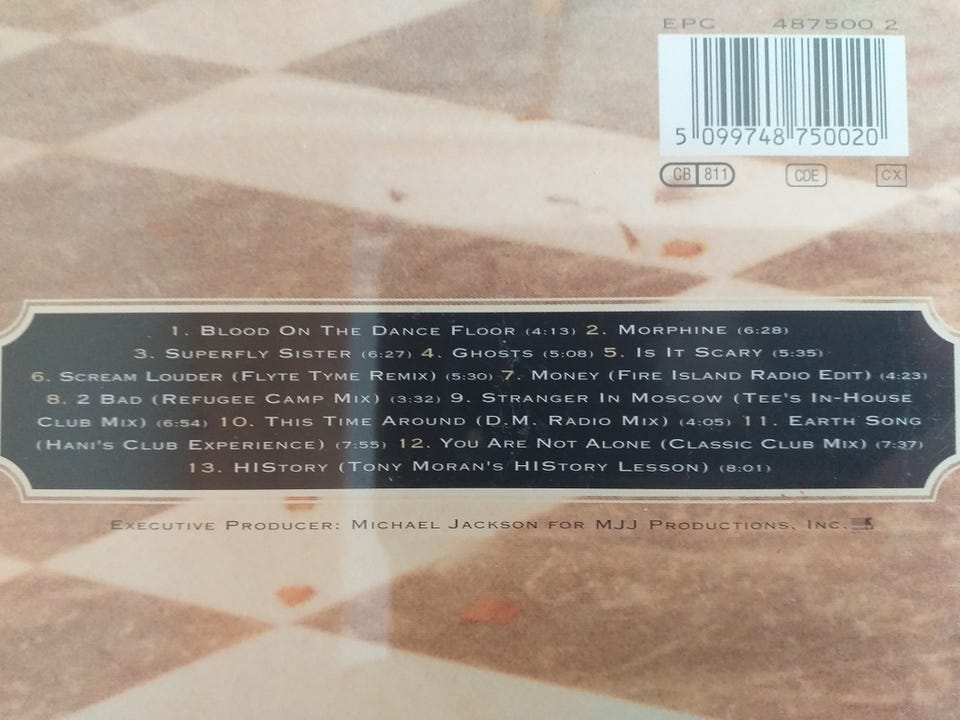 EPC 487500 2
5 099748 750020
CB 811 CDE CX
1. Blood On The Dance Floor (4:13) 2. Morphine (6:28)
3. Superfly Sister (6:27) 4. Ghosts (5:08) 5. Is It Scary (5:35)
6. Scream Louder (Flyte Tyme Remix) (5:30) 7. Money (Fire Island Radio Edit) (4:23)
8. 2 Bad (Refugee Camp Mix) (3:32) 9. Stranger In Moscow (Tee's In-House
Club Mix) (6:54) 10. This Time Around (D.M. Radio Mix) (4:05) 11. Earth Song
(Hani's Club Experience) (7:55) 12. You Are Not Alone (Classic Club Mix) (7:37)
13. HIStory (Tony Moran's HIStory Lesson) (8:01)
Executive Producer: Michael Jackson for MJJ Productions, Inc.